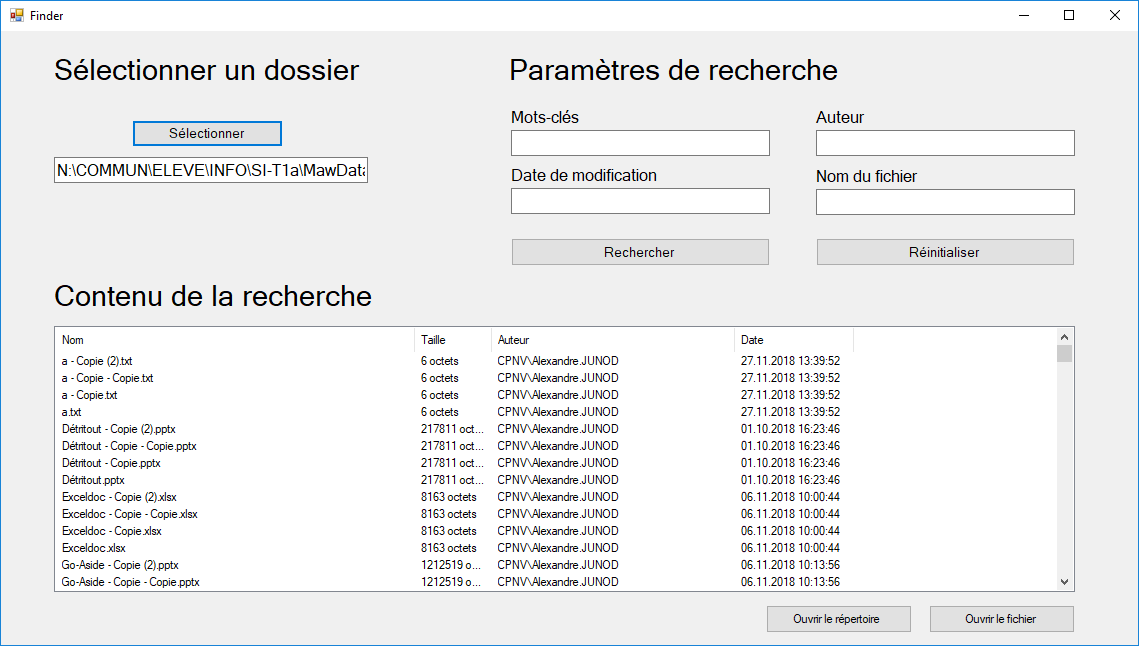 Finder
Sélectionner un dossier
Sélectionner
N:\COMMUN\ELEVE\INFO\SI-T1a\MawData
Paramètres de recherche
Mots-clés
Auteur
Date de modification
Nom du fichier
Rechercher
Réinitialiser
Contenu de la recherche
Nom Taille Auteur Date
a - Copie (2).txt 6 octets CPNV\Alexandre.JUNOD 27.11.2018 13:39:52
a - Copie - Copie.txt 6 octets CPNV\Alexandre.JUNOD 27.11.2018 13:39:52
a - Copie.txt 6 octets CPNV\Alexandre.JUNOD 27.11.2018 13:39:52
a.txt 6 octets CPNV\Alexandre.JUNOD 27.11.2018 13:39:52
Détritout - Copie (2).pptx 217811 oct... CPNV\Alexandre.JUNOD 01.10.2018 16:23:46
Détritout - Copie - Copie.pptx 217811 oct... CPNV\Alexandre.JUNOD 01.10.2018 16:23:46
Détritout - Copie.pptx 217811 oct... CPNV\Alexandre.JUNOD 01.10.2018 16:23:46
Détritout.pptx 217811 oct... CPNV\Alexandre.JUNOD 01.10.2018 16:23:46
Exceldoc - Copie (2).xlsx 8163 octets CPNV\Alexandre.JUNOD 06.11.2018 10:00:44
Exceldoc - Copie - Copie.xlsx 8163 octets CPNV\Alexandre.JUNOD 06.11.2018 10:00:44
Exceldoc - Copie.xlsx 8163 octets CPNV\Alexandre.JUNOD 06.11.2018 10:00:44
Exceldoc.xlsx 8163 octets CPNV\Alexandre.JUNOD 06.11.2018 10:00:44
Go-Aside - Copie (2).pptx 1212519 o... CPNV\Alexandre.JUNOD 06.11.2018 10:13:56
Go-Aside - Copie - Copie.pptx 1212519 o... CPNV\Alexandre.JUNOD 06.11.2018 10:13:56
Ouvrir le répertoire
Ouvrir le fichier